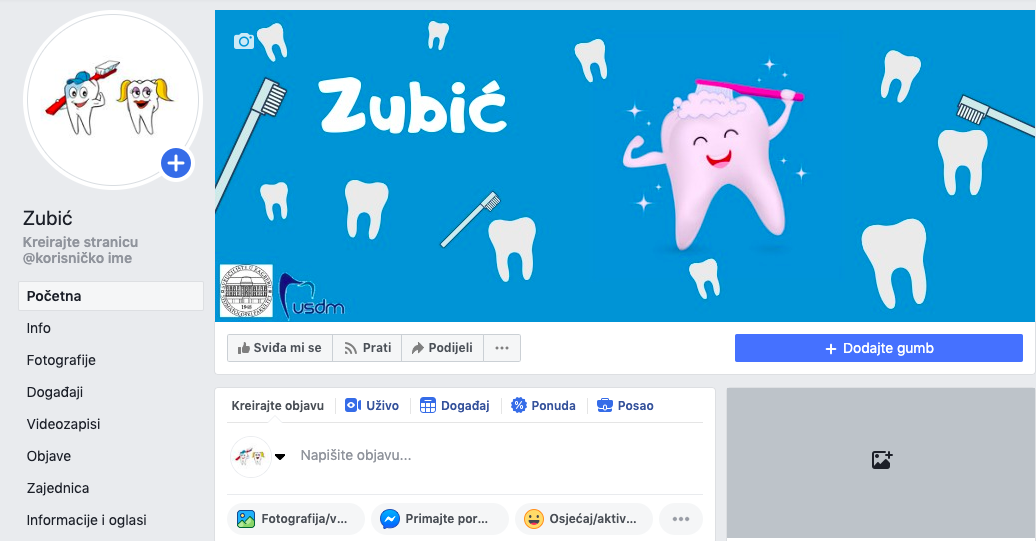 Zubić
usdm
1948
Zubić
Kreirajte stranicu
@korisničko ime
Početna
Info
Fotografije
Događaji
Videozapisi
Objave
Zajednica
Informacije i oglasi
Sviđa mi se
Prati
Podijeli
Dodajte gumb
Kreirajte objavu
Uživo
Događaj
Ponuda
Posao
Napišite objavu...
Fotografija/v...
Primajte por...
Osjećaj/aktiv...